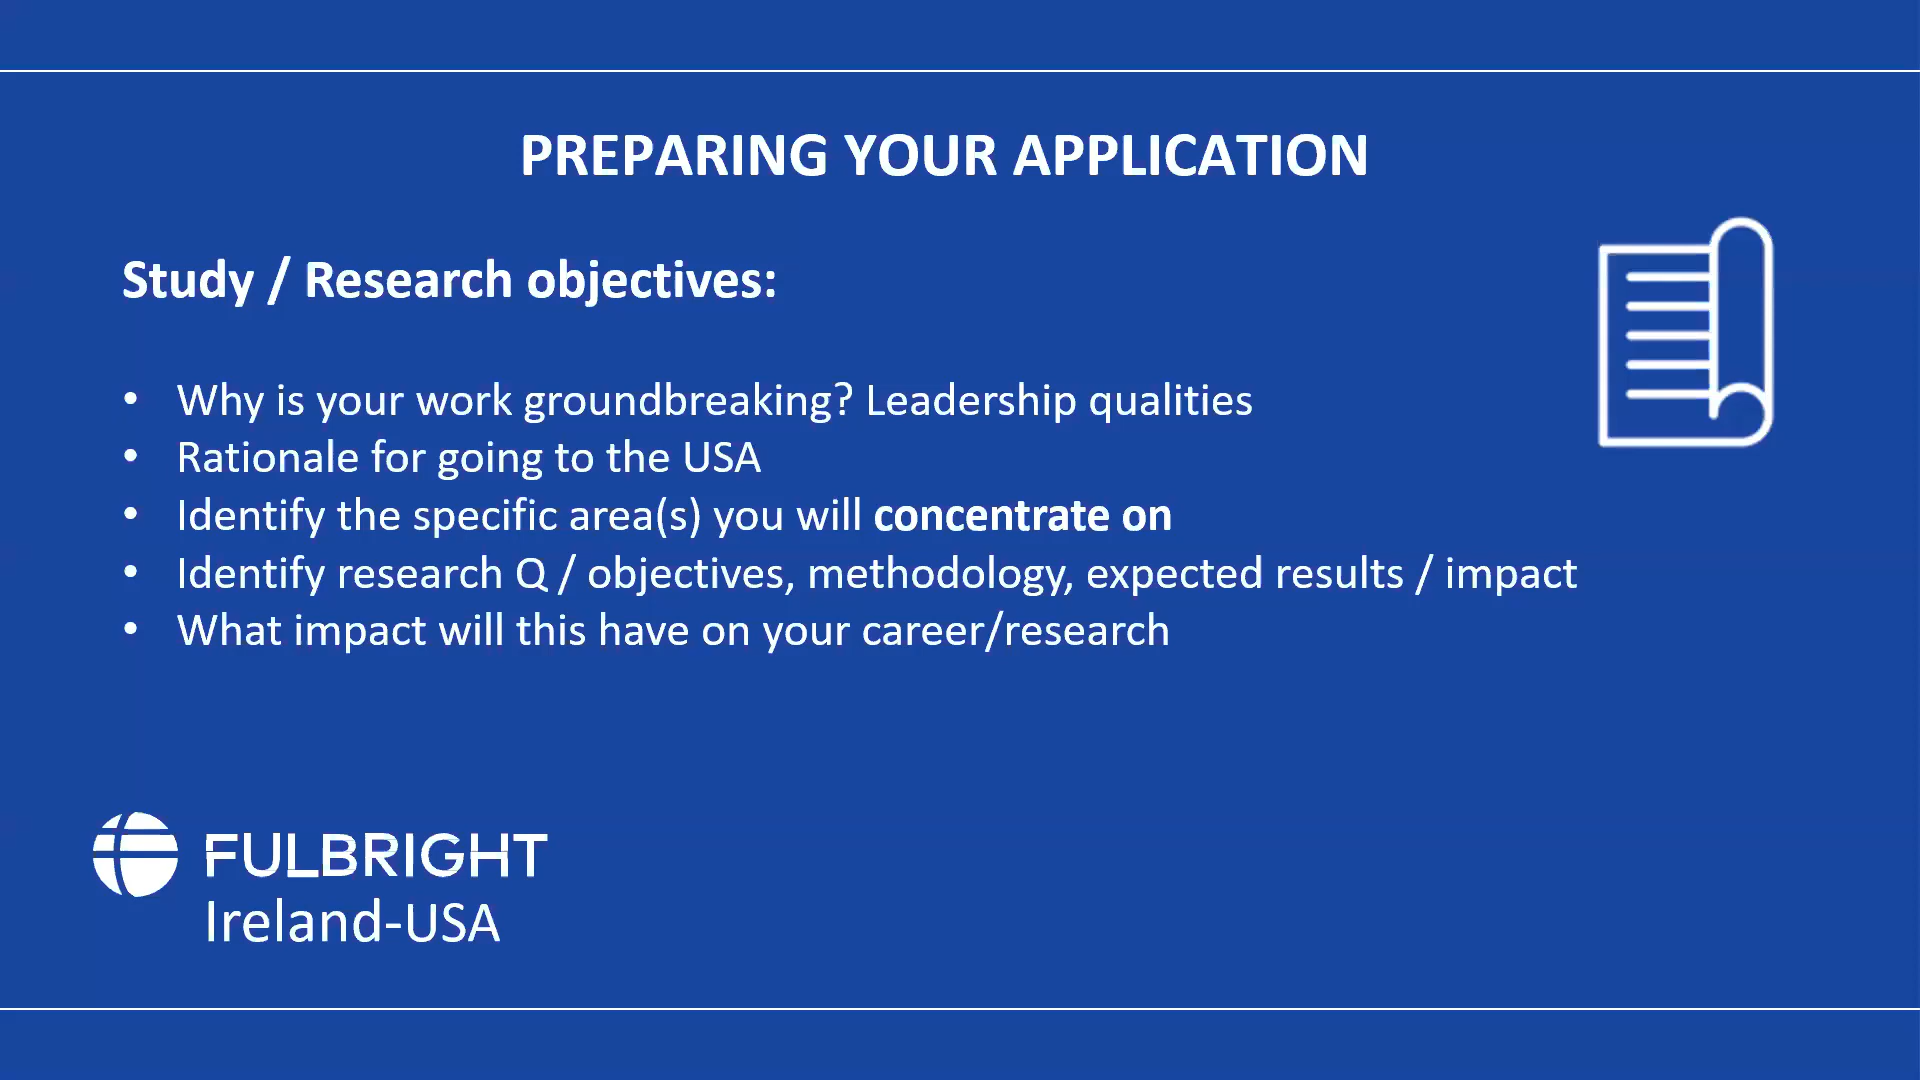 PREPARING YOUR APPLICATION
Study / Research objectives:
• Why is your work groundbreaking? Leadership qualities
• Rationale for going to the USA
• Identify the specific area(s) you will concentrate on
• Identify research Q / objectives, methodology, expected results / impact
• What impact will this have on your career/research
FULBRIGHT
Ireland-USA